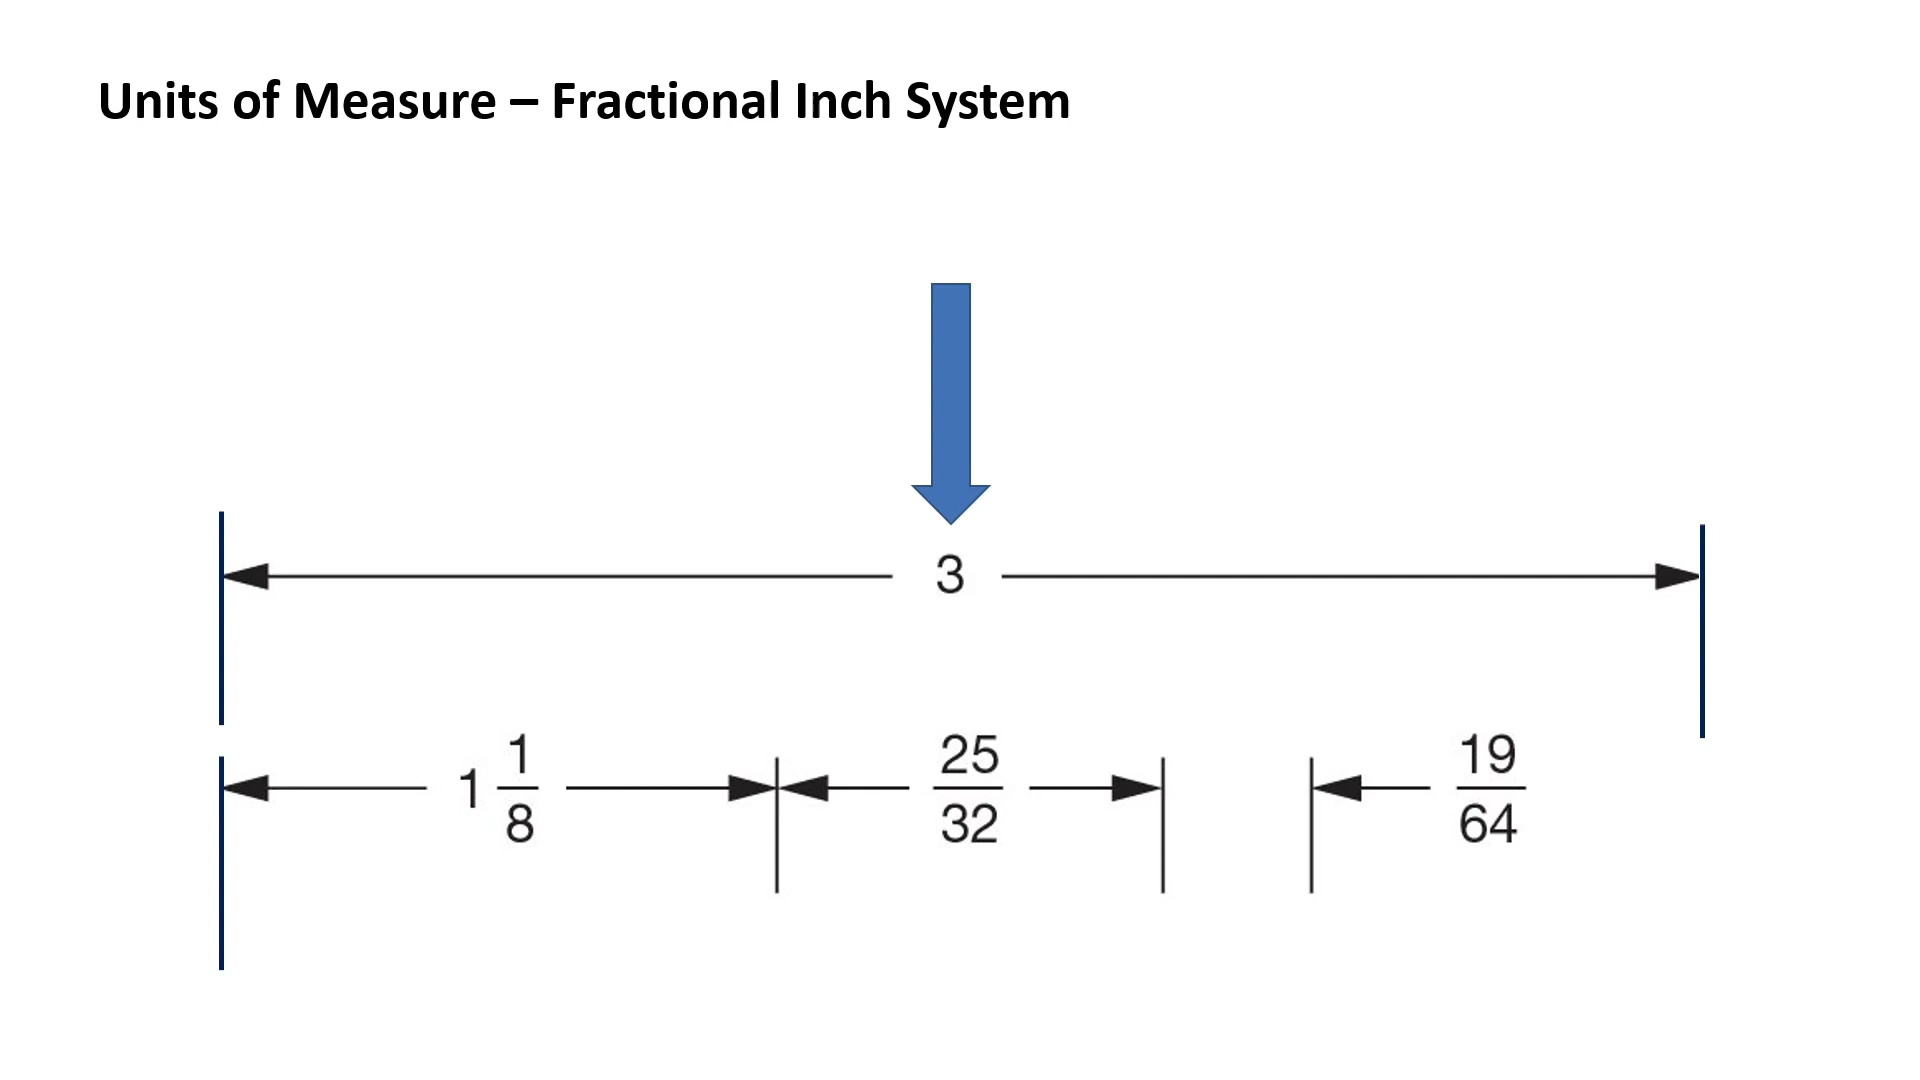 Units of Measure – Fractional Inch System
3
1 1/8 25/32 19/64